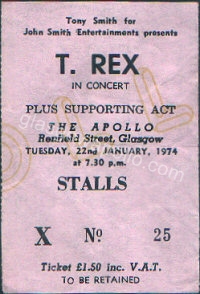 Tony Smith for
John Smith Entertainments presents
T. REX
IN CONCERT
PLUS SUPPORTING ACT
THE APOLLO
Renfield Street, Glasgow
TUESDAY, 22nd JANUARY, 1974
at 7.30 p.m.
STALLS
X No 25
Ticket £1.50 inc. V.A.T.
TO BE RETAINED